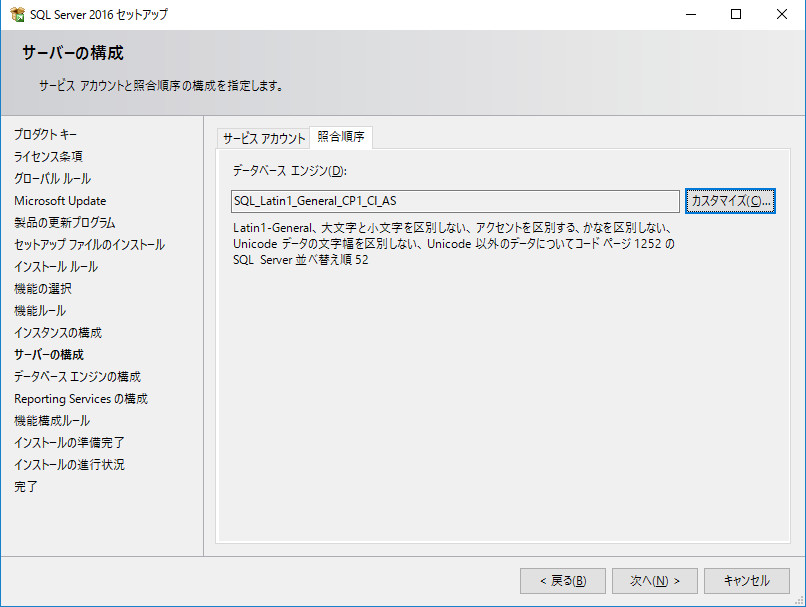 SQL Server 2016 セットアップ
サーバーの構成
サービス アカウントと照合順序の構成を指定します。
プロダクト キー
ライセンス条項
グローバル ルール
Microsoft Update
製品の更新プログラム
セットアップ ファイルのインストール
インストール ルール
機能の選択
機能ルール
インスタンスの構成
サーバーの構成
データベース エンジンの構成
Reporting Services の構成
機能構成ルール
インストールの準備完了
インストールの進行状況
完了
サービス アカウント 照合順序
データベース エンジン(D):
SQL_Latin1_General_CP1_CI_AS カスタマイズ(C)...
Latin1-General、大文字と小文字を区別しない、アクセントを区別する、かなを区別しない、
Unicode データの文字幅を区別しない、Unicode 以外のデータについてコード ページ 1252 の
SQL Server 並べ替え順 52
< 戻る(B) 次へ(N) > キャンセル